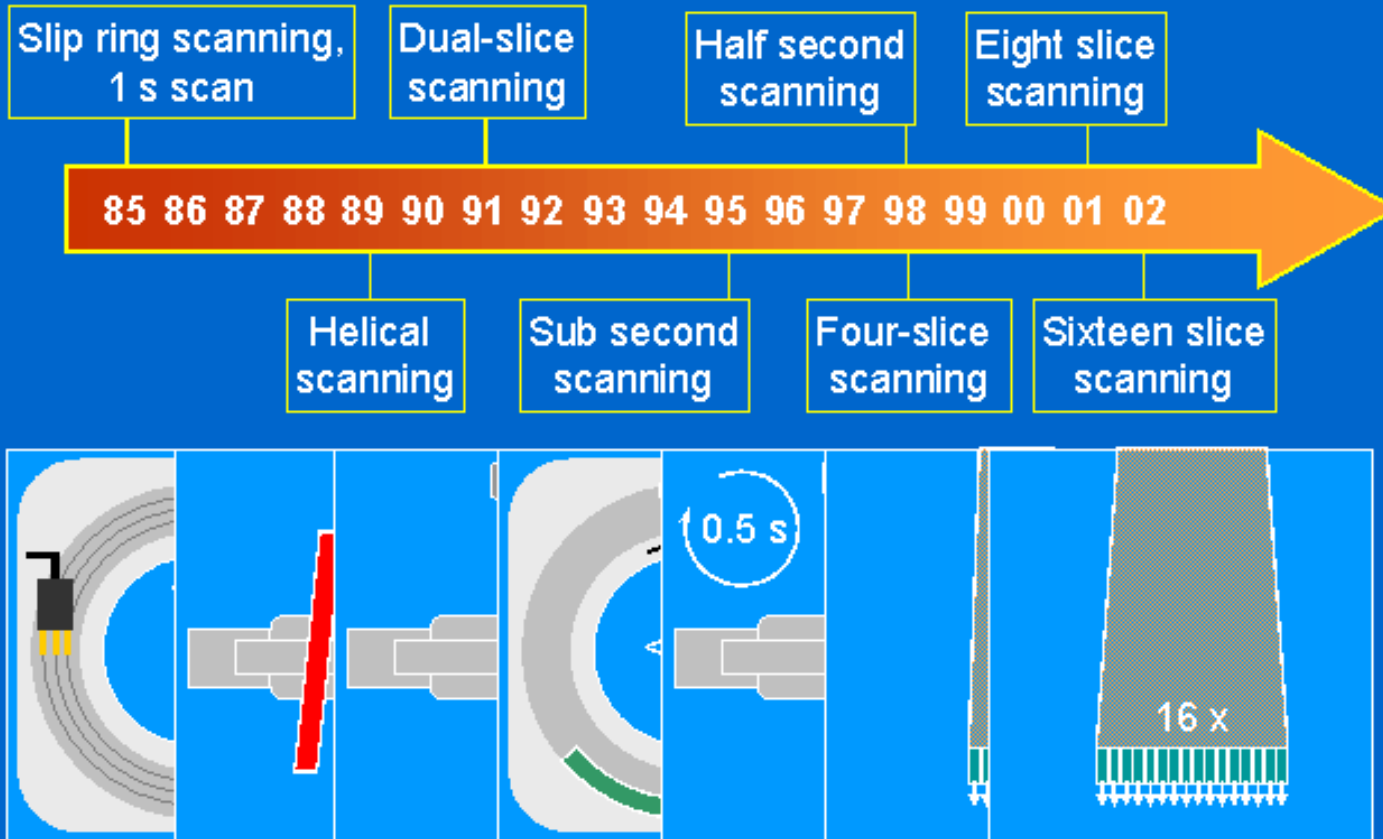 Slip ring scanning,
1 s scan
Dual-slice
scanning
Half second
scanning
Eight slice
scanning
85 86 87 88 89 90 91 92 93 94 95 96 97 98 99 00 01 02
Helical
scanning
Sub second
scanning
Four-slice
scanning
Sixteen slice
scanning
0.5 s
16 x